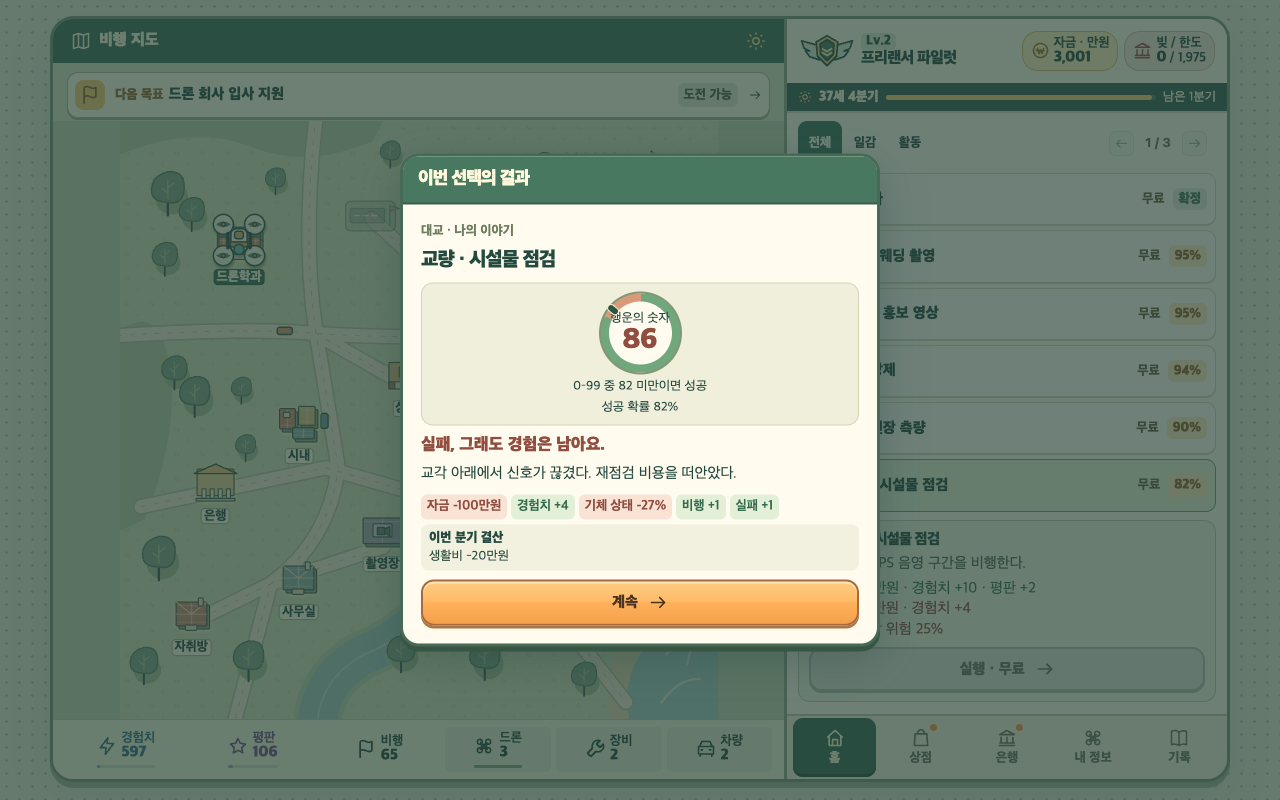 비행 지도
다음 목표 드론 회사 입사 지원
도전 가능
드론학과
시내
은행
촬영장
사무실
자취방
경험치
597
평판
106
비행
65
드론
3
장비
2
차량
2
Lv.2
프리랜서 파일럿
자금 · 만원
3,001
빚 / 한도
0 / 1,975
37세 4분기
남은 1분기
전체
일감
활동
1 / 3
무료
확정
웨딩 촬영
무료
95%
홍보 영상
무료
95%
무료
94%
측량
무료
90%
시설물 점검
무료
82%
시설물 점검
음영 구간을 비행한다.
· 경험치 +10 · 평판 +2
· 경험치 +4
위험 25%
실행 · 무료
홈
상점
은행
내 정보
기록
이번 선택의 결과
대교 · 나의 이야기
교량 · 시설물 점검
행운의 숫자
86
0-99 중 82 미만이면 성공
성공 확률 82%
실패, 그래도 경험은 남아요.
교각 아래에서 신호가 끊겼다. 재점검 비용을 떠안았다.
자금 -100만원
경험치 +4
기체 상태 -27%
비행 +1
실패 +1
이번 분기 결산
생활비 -20만원
계속